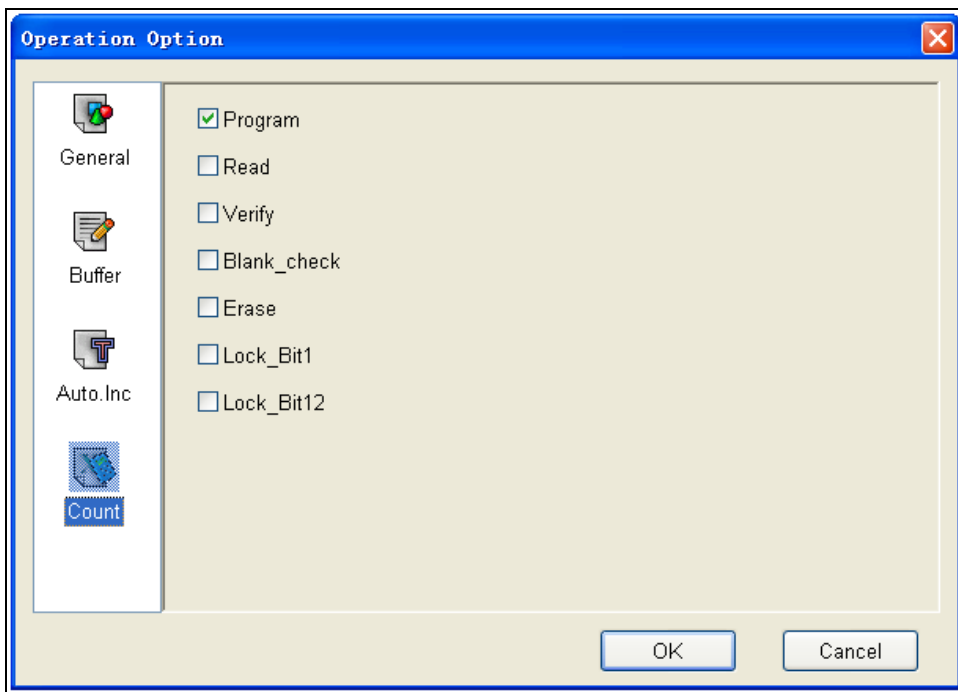 Operation Option
General
Buffer
Auto.Inc
Count
Program
Read
Verify
Blank_check
Erase
Lock_Bit1
Lock_Bit12
OK
Cancel